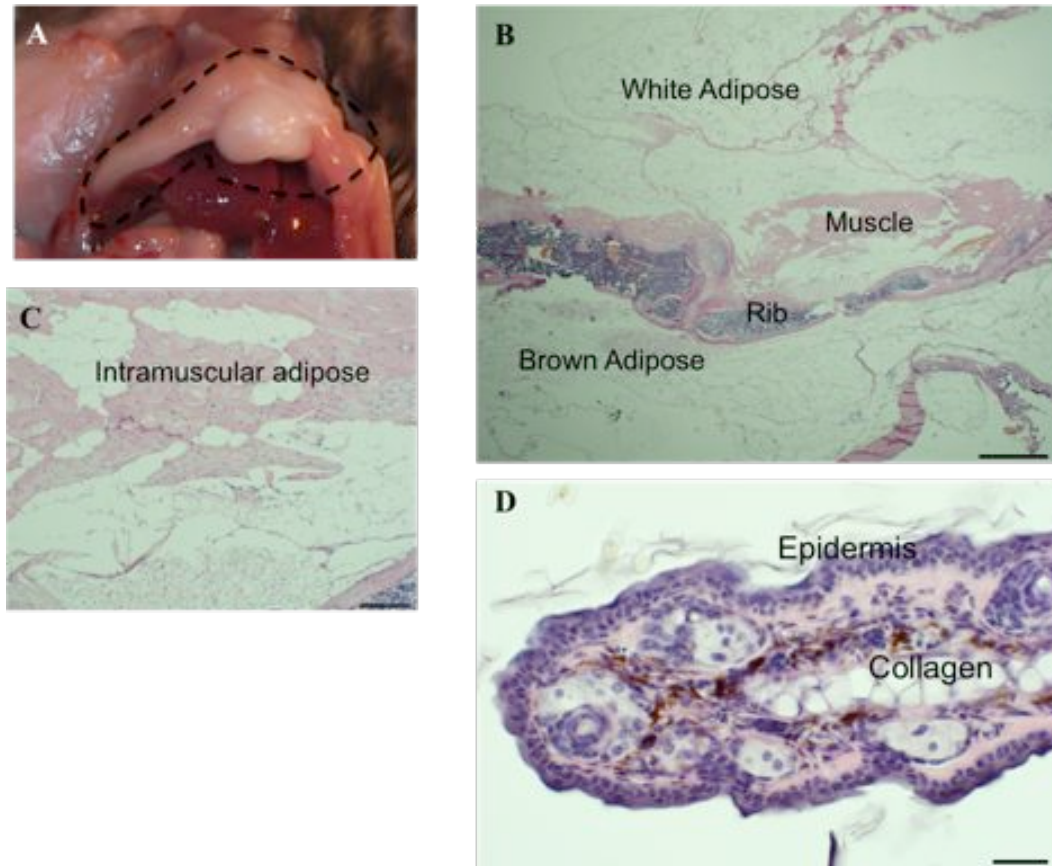 A
B
White Adipose
Muscle
Rib
Brown Adipose
C
Intramuscular adipose
D
Epidermis
Collagen